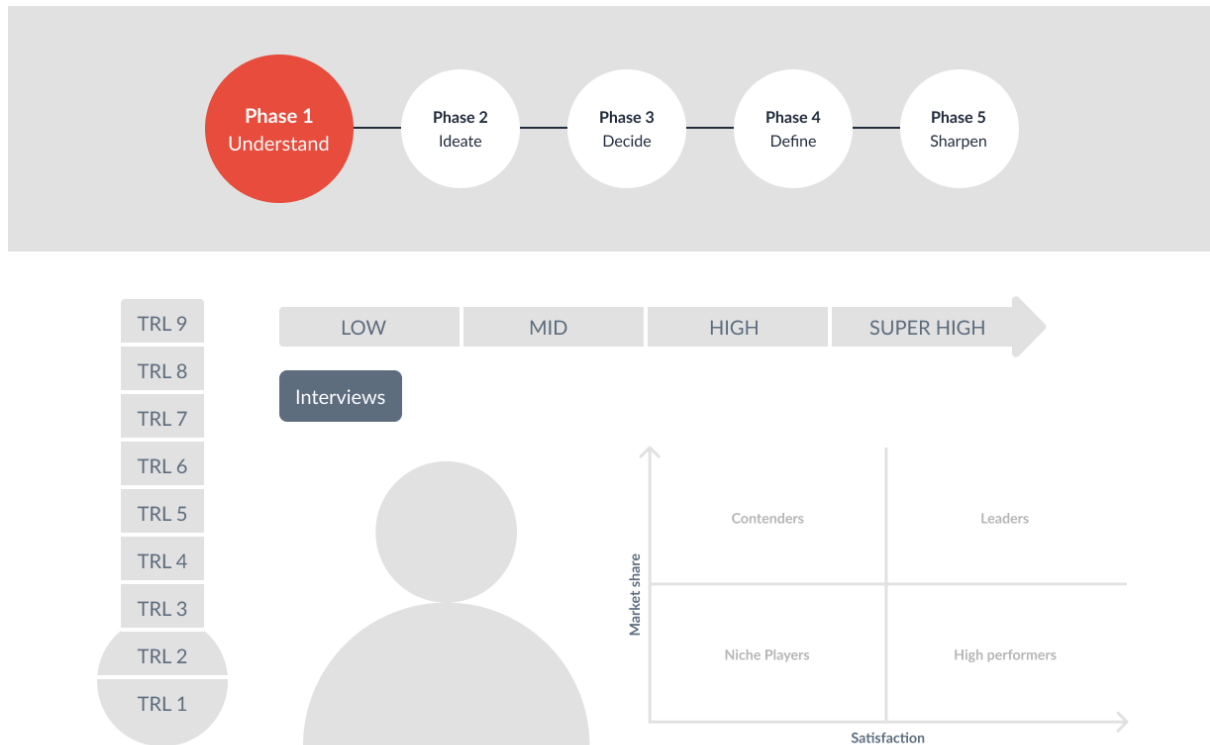 Phase 1
Understand
Phase 2
Ideate
Phase 3
Decide
Phase 4
Define
Phase 5
Sharpen
TRL 9
TRL 8
TRL 7
TRL 6
TRL 5
TRL 4
TRL 3
TRL 2
TRL 1
LOW
MID
HIGH
SUPER HIGH
Interviews
Market share
Contenders
Leaders
Niche Players
High performers
Satisfaction